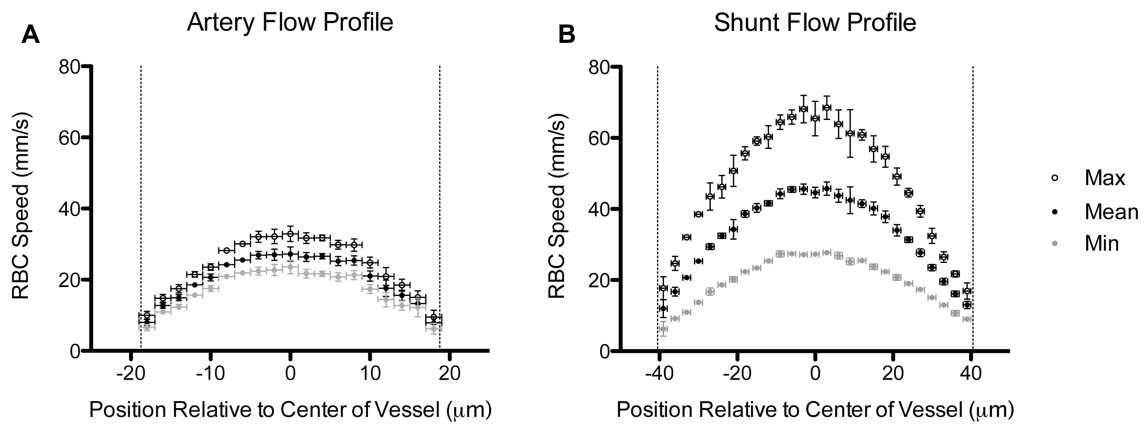 A
Artery Flow Profile
RBC Speed (mm/s)
80
60
40
20
0
-20
-10
0
10
20
Position Relative to Center of Vessel (μm)
B
Shunt Flow Profile
RBC Speed (mm/s)
80
60
40
20
0
-40
-20
0
20
40
Position Relative to Center of Vessel (μm)
Max
Mean
Min